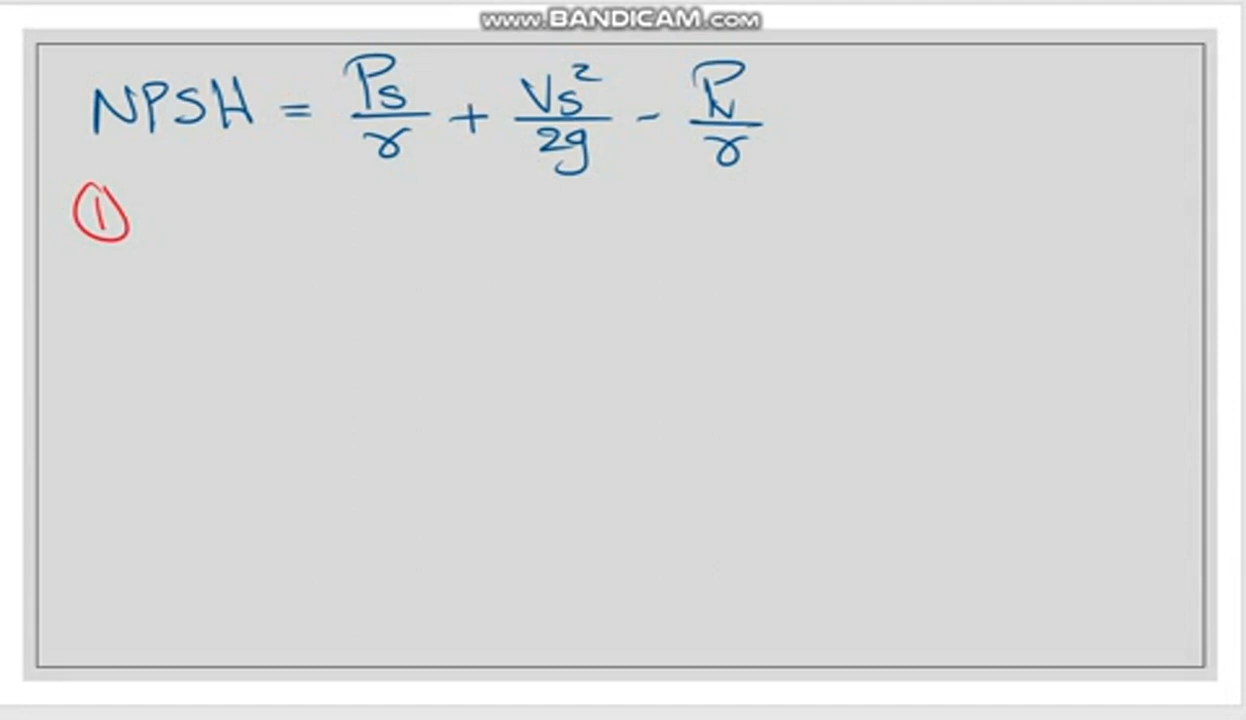 www.BANDICAM.com
NPSH = Ps/γ + Vs²/2g - Pv/γ
①